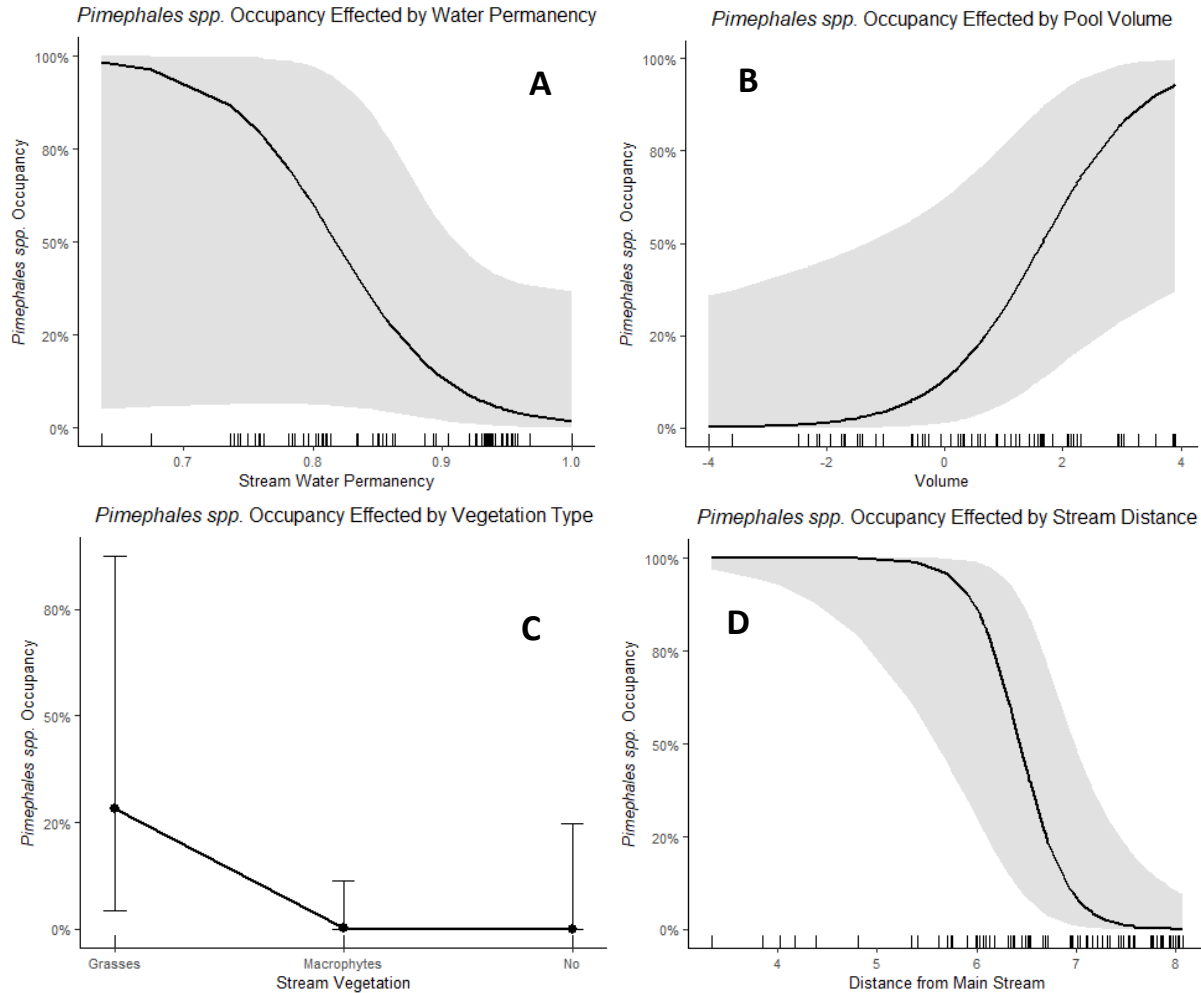 Pimephales spp. Occupancy Effected by Water Permanency
A
100%
80%
50%
20%
0%
Pimephales spp. Occupancy
0.7
0.8
0.9
1.0
Stream Water Permanency
Pimephales spp. Occupancy Effected by Pool Volume
B
100%
80%
50%
20%
0%
Pimephales spp. Occupancy
-4
-2
0
2
4
Volume
Pimephales spp. Occupancy Effected by Vegetation Type
C
80%
50%
20%
0%
Pimephales spp. Occupancy
Grasses
Macrophytes
No
Stream Vegetation
Pimephales spp. Occupancy Effected by Stream Distance
D
100%
80%
50%
20%
0%
Pimephales spp. Occupancy
4
5
6
7
8
Distance from Main Stream